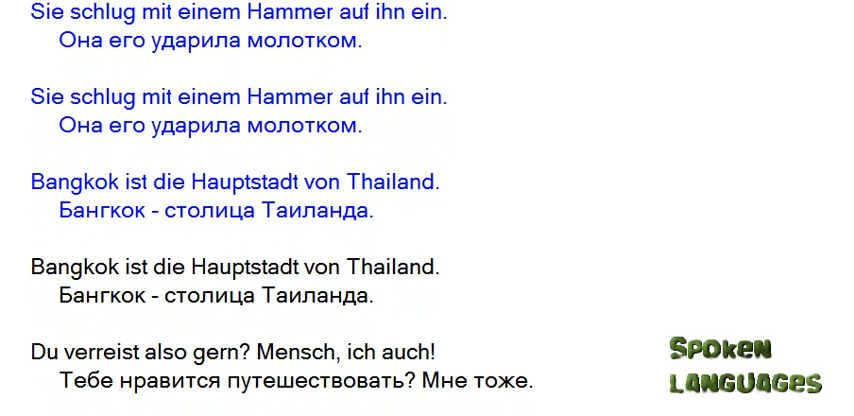 Sie schlug mit einem Hammer auf ihn ein.
Она его ударила молотком.
Sie schlug mit einem Hammer auf ihn ein.
Она его ударила молотком.
Bangkok ist die Hauptstadt von Thailand.
Бангкок - столица Таиланда.
Bangkok ist die Hauptstadt von Thailand.
Бангкок - столица Таиланда.
Du verreist also gern? Mensch, ich auch!
Тебе нравится путешествовать? Мне тоже.
Spoken
Languages